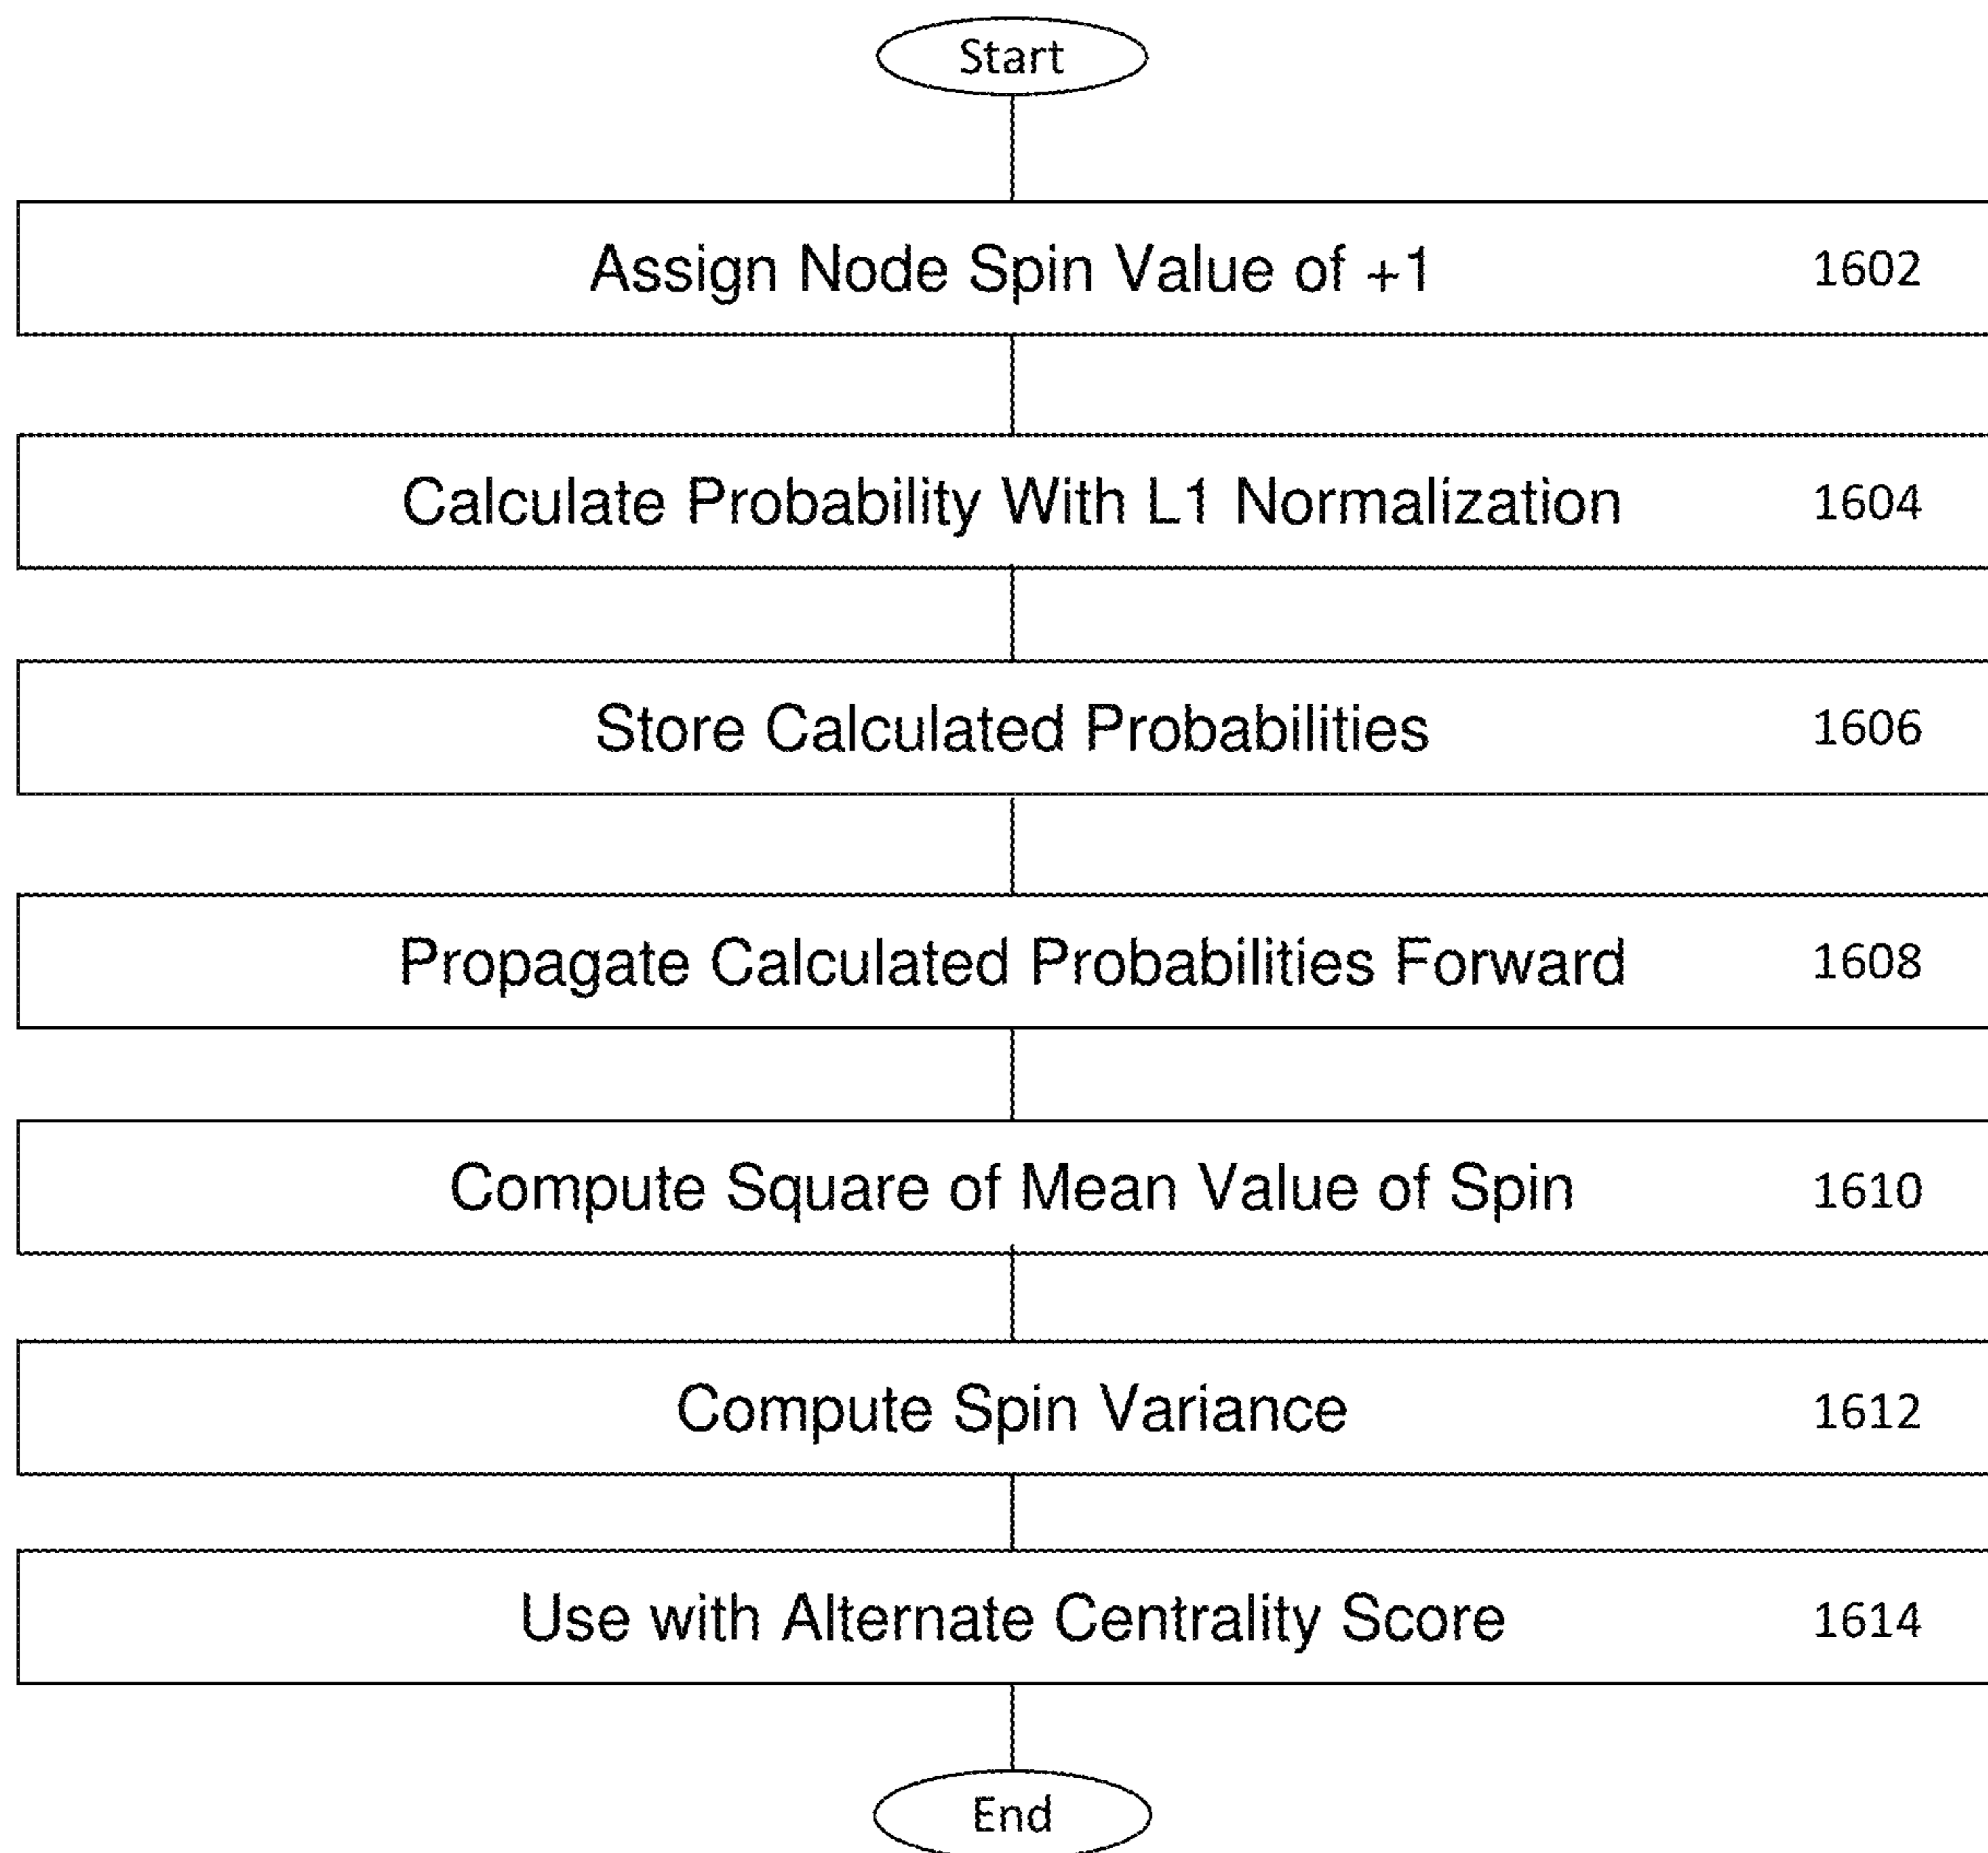 Start
Assign Node Spin Value of +1 1602
Calculate Probability With L1 Normalization 1604
Store Calculated Probabilities 1606
Propagate Calculated Probabilities Forward 1608
Compute Square of Mean Value of Spin 1610
Compute Spin Variance 1612
Use with Alternate Centrality Score 1614
End